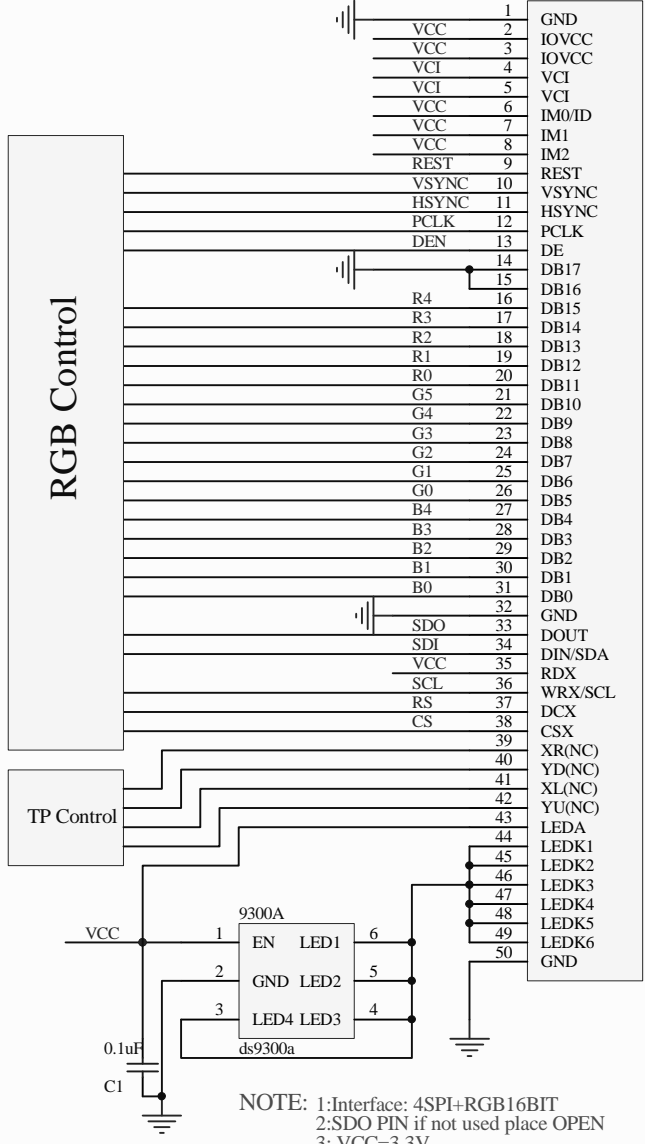 1 GND
VCC 2 IOVCC
VCC 3 IOVCC
VCI 4 VCI
VCI 5 VCI
VCC 6 IM0/ID
VCC 7 IM1
VCC 8 IM2
REST 9 REST
VSYNC 10 VSYNC
HSYNC 11 HSYNC
PCLK 12 PCLK
DEN 13 DE
14 DB17
15 DB16
R4 16 DB15
R3 17 DB14
R2 18 DB13
R1 19 DB12
R0 20 DB11
G5 21 DB10
G4 22 DB9
G3 23 DB8
G2 24 DB7
G1 25 DB6
G0 26 DB5
B4 27 DB4
B3 28 DB3
B2 29 DB2
B1 30 DB1
B0 31 DB0
32 GND
SDO 33 DOUT
SDI 34 DIN/SDA
VCC 35 RDX
SCL 36 WRX/SCL
RS 37 DCX
CS 38 CSX
39 XR(NC)
40 YD(NC)
41 XL(NC)
42 YU(NC)
43 LEDA
44 LEDK1
45 LEDK2
46 LEDK3
47 LEDK4
48 LEDK5
49 LEDK6
50 GND
RGB Control
TP Control
9300A
VCC 1 EN LED1 6
2 GND LED2 5
3 LED4 LED3 4
ds9300a
0.1uF
C1
NOTE: 1:Interface: 4SPI+RGB16BIT
2:SDO PIN if not used place OPEN
3: VCC=3.3V